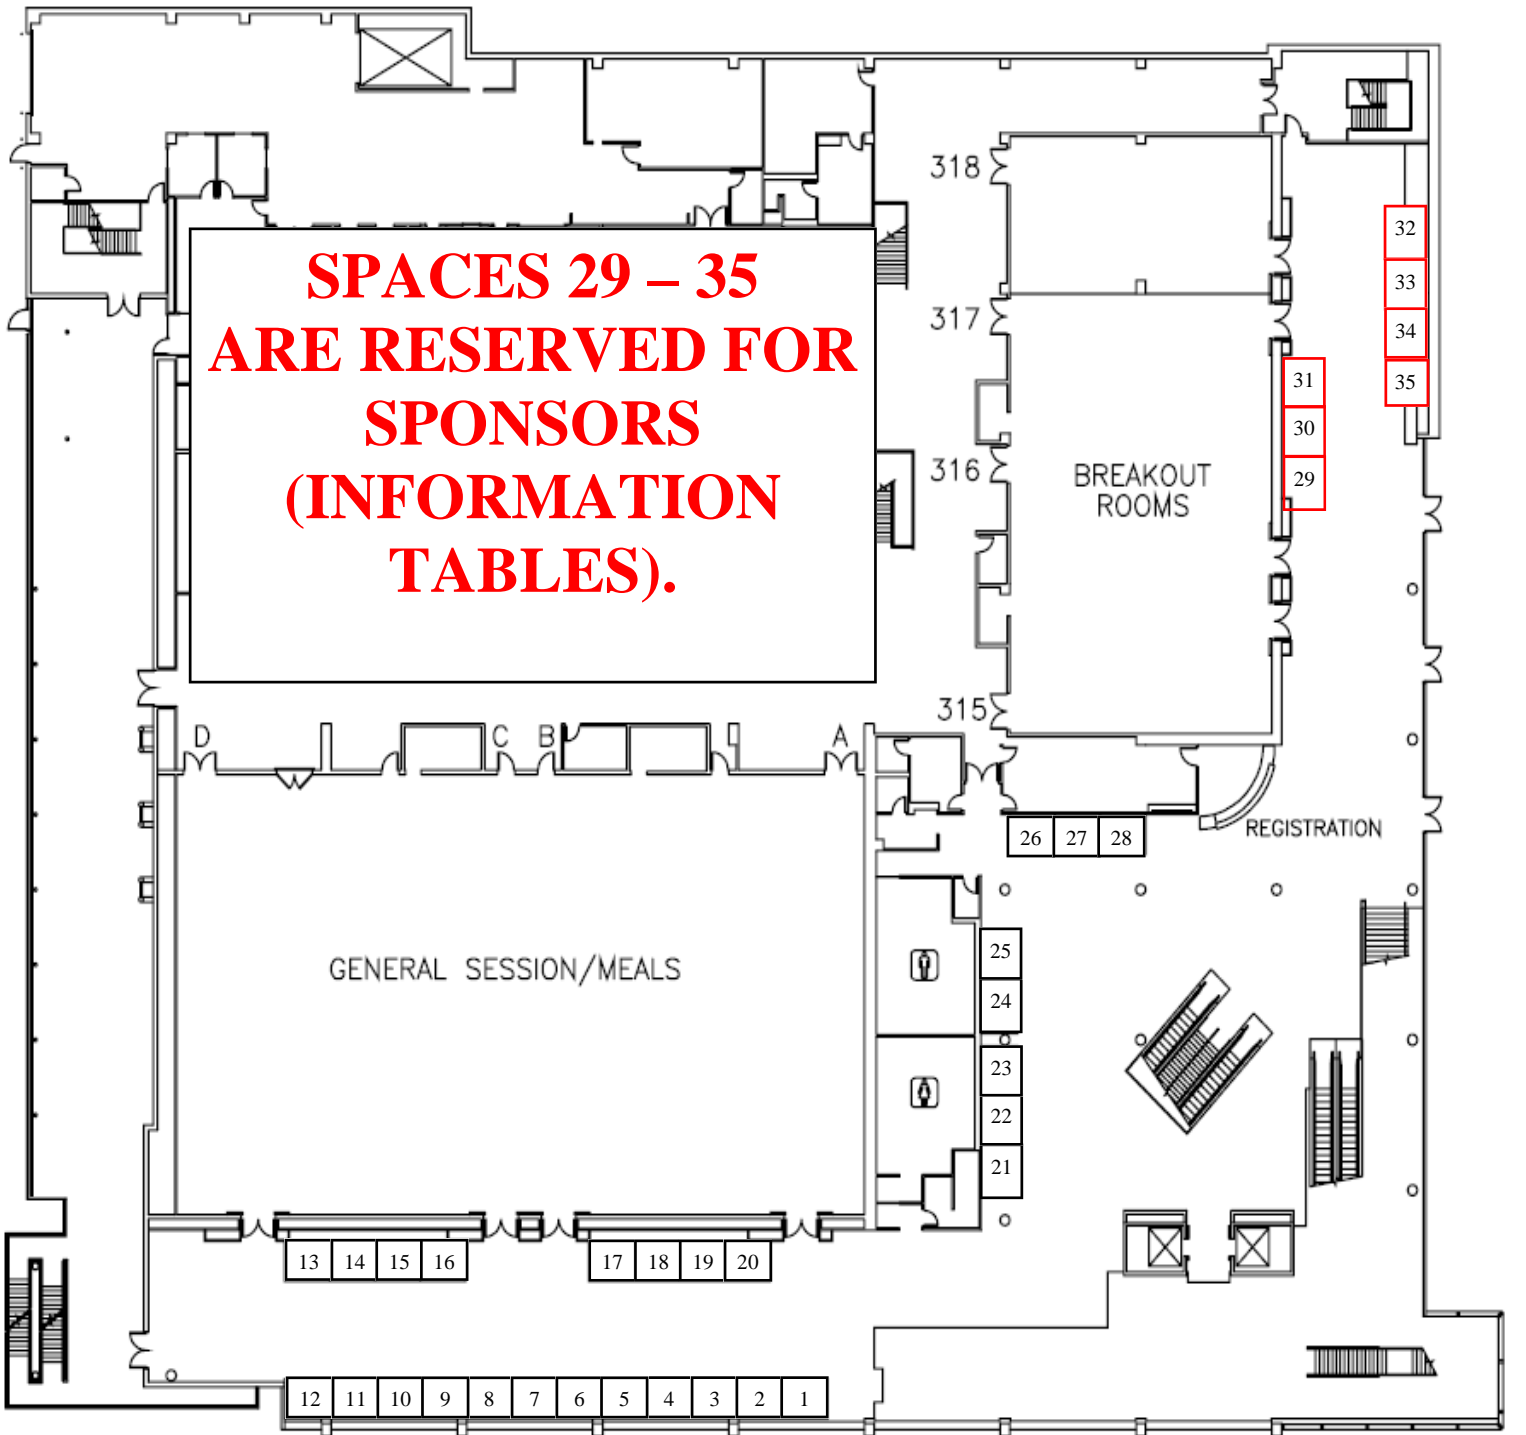 318
32
SPACES 29 – 35
33
317
ARE RESERVED FOR
34
31
35
SPONSORS
30
316
BREAKOUT
29
(INFORMATION
ROOMS
TABLES).
315
D
C
B
A
REGISTRATION
26 27 28
25
GENERAL SESSION/MEALS
24
23
22
21
13 14 15 16
17 18 19 20
12 11 10 9 8 7 6 5 4 3 2 1